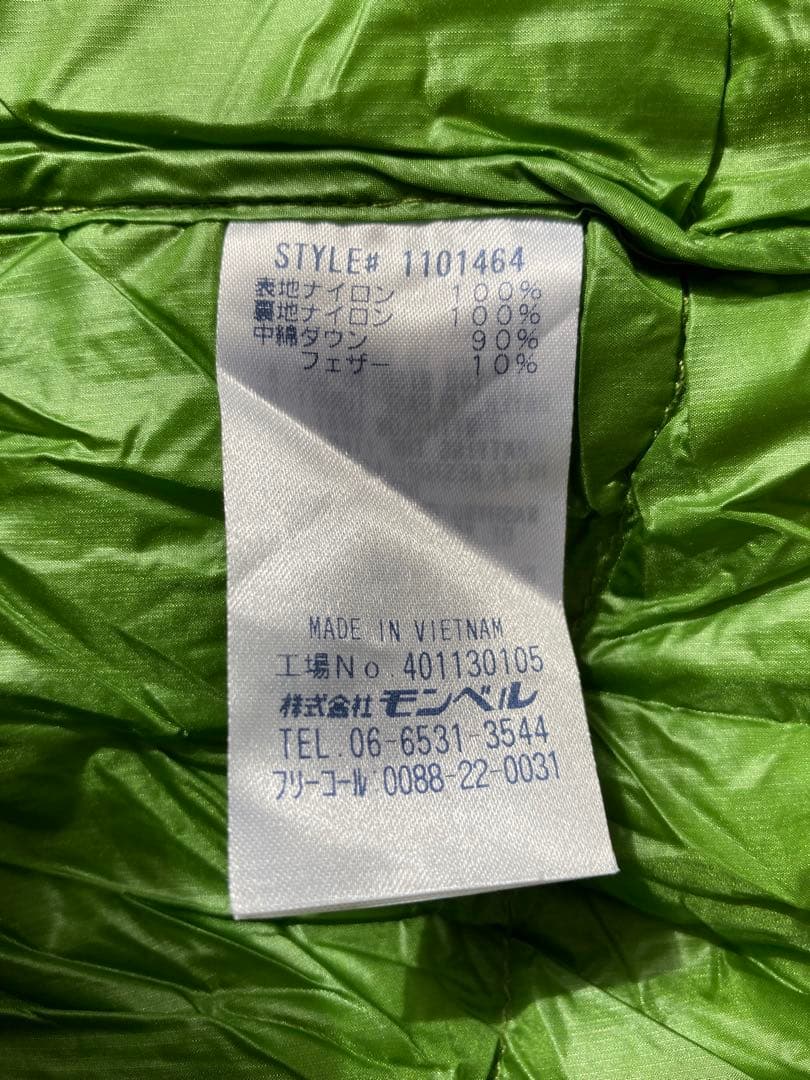 STYLE# 1101464
表地ナイロン 100%
裏地ナイロン 100%
中綿ダウン 90%
フェザー 10%
MADE IN VIETNAM
工場No.401130105
株式会社モンベル
TEL.06-6531-3544
フリーコール 0088-22-0031